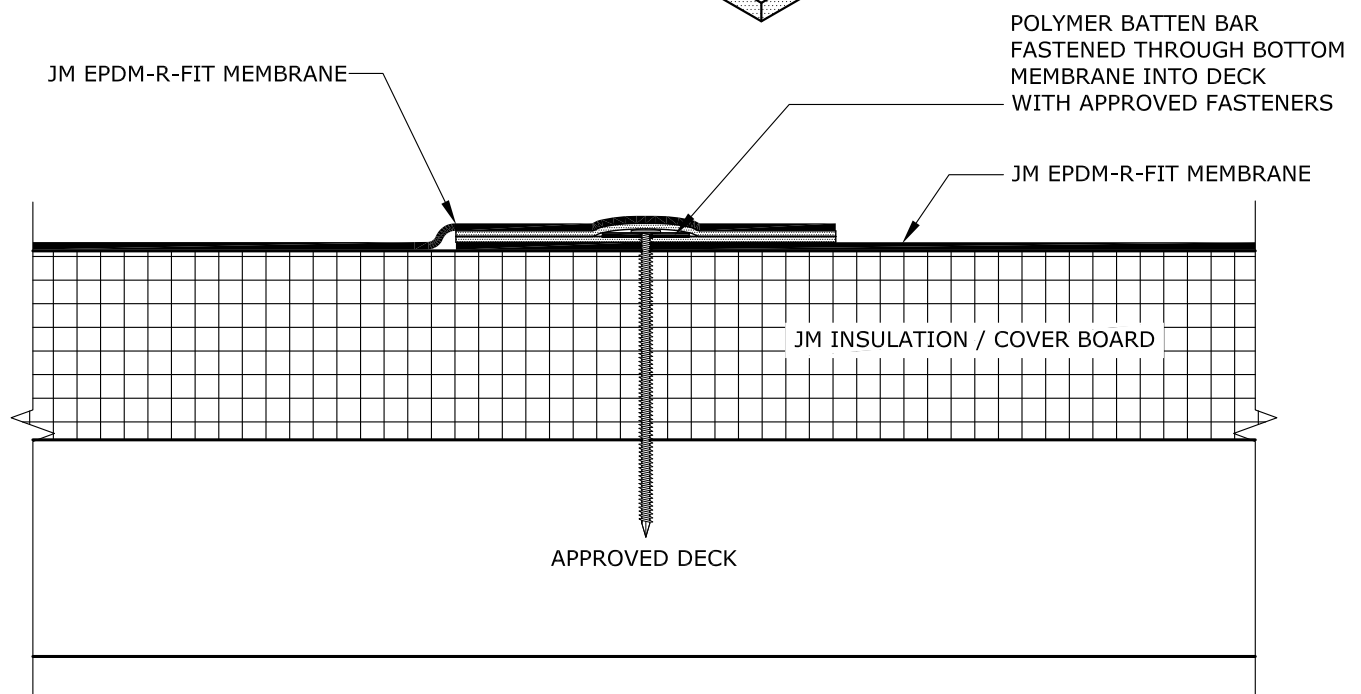 POLYMER BATTEN BAR
FASTENED THROUGH BOTTOM
MEMBRANE INTO DECK
WITH APPROVED FASTENERS
JM EPDM-R-FIT MEMBRANE
JM EPDM-R-FIT MEMBRANE
JM INSULATION / COVER BOARD
APPROVED DECK